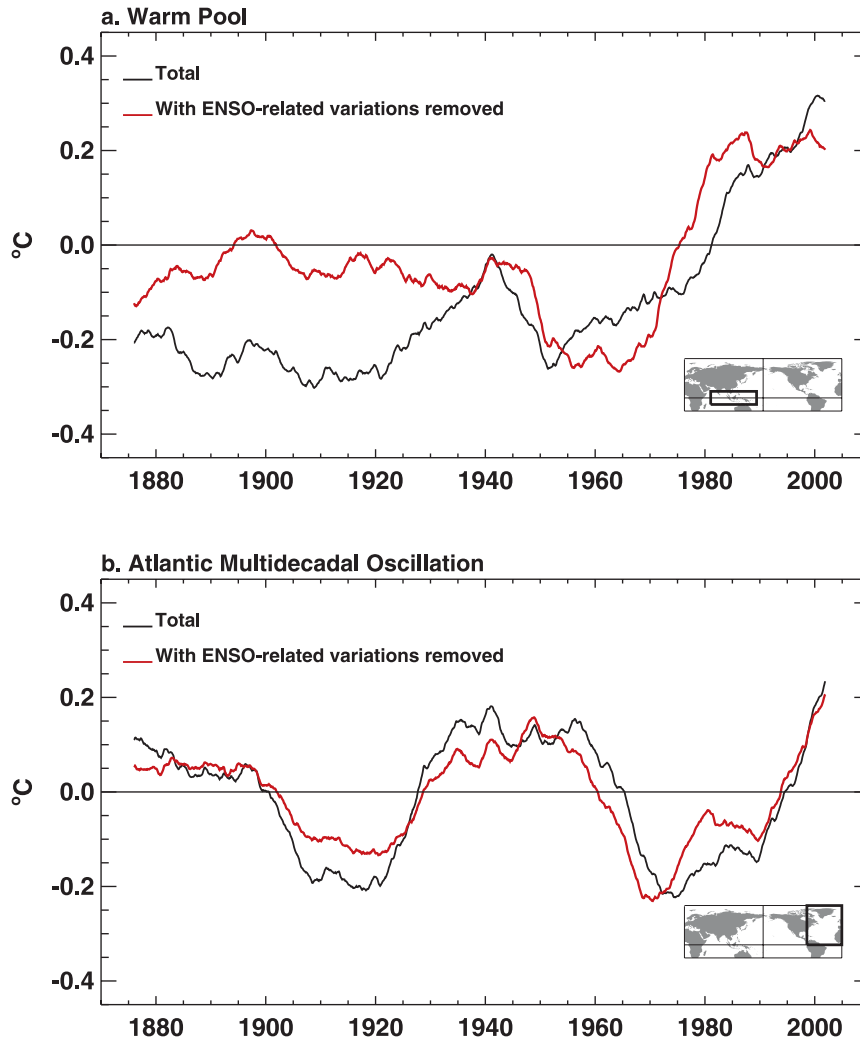 a. Warm Pool
0.4
Total
With ENSO-related variations removed
0.2
°C
0.0
-0.2
-0.4
1880 1900 1920 1940 1960 1980 2000
b. Atlantic Multidecadal Oscillation
0.4
Total
With ENSO-related variations removed
0.2
°C
0.0
-0.2
-0.4
1880 1900 1920 1940 1960 1980 2000